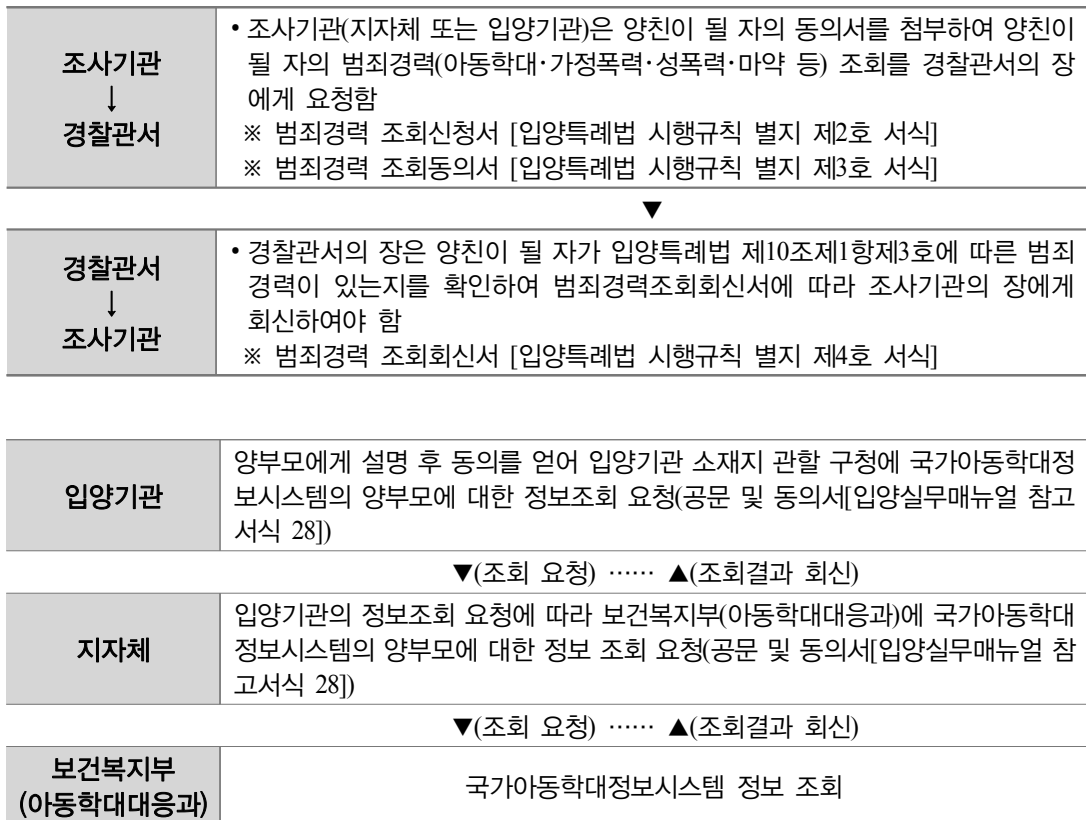 조사기관
↓
경찰관서
• 조사기관(지자체 또는 입양기관)은 양친이 될 자의 동의서를 첨부하여 양친이
될 자의 범죄경력(아동학대·가정폭력·성폭력·마약 등) 조회를 경찰관서의 장
에게 요청함
※ 범죄경력 조회신청서 [입양특례법 시행규칙 별지 제2호 서식]
※ 범죄경력 조회동의서 [입양특례법 시행규칙 별지 제3호 서식]
▼
경찰관서
↓
조사기관
• 경찰관서의 장은 양친이 될 자가 입양특례법 제10조제1항제3호에 따른 범죄
경력이 있는지를 확인하여 범죄경력조회회신서에 따라 조사기관의 장에게
회신하여야 함
※ 범죄경력 조회회신서 [입양특례법 시행규칙 별지 제4호 서식]
입양기관
양부모에게 설명 후 동의를 얻어 입양기관 소재지 관할 구청에 국가아동학대정
보시스템의 양부모에 대한 정보조회 요청(공문 및 동의서[입양실무매뉴얼 참고
서식 28])
▼(조회 요청) ⋯⋯ ▲(조회결과 회신)
지자체
입양기관의 정보조회 요청에 따라 보건복지부(아동학대대응과)에 국가아동학대
정보시스템의 양부모에 대한 정보 조회 요청(공문 및 동의서[입양실무매뉴얼 참
고서식 28])
▼(조회 요청) ⋯⋯ ▲(조회결과 회신)
보건복지부
(아동학대대응과)
국가아동학대정보시스템 정보 조회